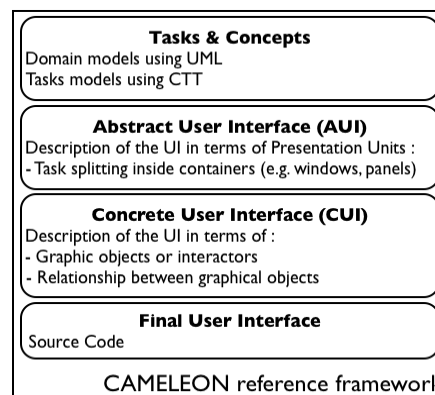 Tasks & Concepts
Domain models using UML
Tasks models using CTT
Abstract User Interface (AUI)
Description of the UI in terms of Presentation Units :
- Task splitting inside containers (e.g. windows, panels)
Concrete User Interface (CUI)
Description of the UI in terms of :
- Graphic objects or interactors
- Relationship between graphical objects
Final User Interface
Source Code
CAMELEON reference framework